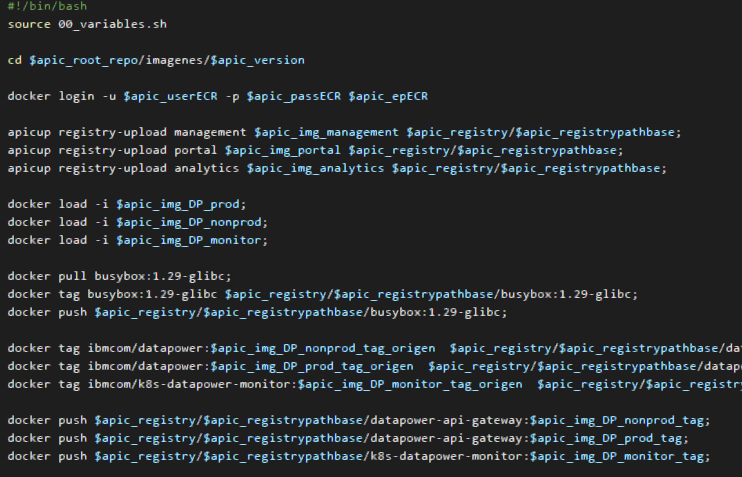 #!/bin/bash
source 00_variables.sh
cd $apic_root_repo/imagenes/$apic_version
docker login -u $apic_userECR -p $apic_passECR $apic_epECR
apicup registry-upload management $apic_img_management $apic_registry/$apic_registrypathbase;
apicup registry-upload portal $apic_img_portal $apic_registry/$apic_registrypathbase;
apicup registry-upload analytics $apic_img_analytics $apic_registry/$apic_registrypathbase;
docker load -i $apic_img_DP_prod;
docker load -i $apic_img_DP_nonprod;
docker load -i $apic_img_DP_monitor;
docker pull busybox:1.29-glibc;
docker tag busybox:1.29-glibc $apic_registry/$apic_registrypathbase/busybox:1.29-glibc;
docker push $apic_registry/$apic_registrypathbase/busybox:1.29-glibc;
docker tag ibmcom/datapower:$apic_img_DP_nonprod_tag_origen  $apic_registry/$apic_registrypathbase/dat
docker tag ibmcom/datapower:$apic_img_DP_prod_tag_origen  $apic_registry/$apic_registrypathbase/datapo
docker tag ibmcom/k8s-datapower-monitor:$apic_img_DP_monitor_tag_origen  $apic_registry/$apic_registry
docker push $apic_registry/$apic_registrypathbase/datapower-api-gateway:$apic_img_DP_nonprod_tag;
docker push $apic_registry/$apic_registrypathbase/datapower-api-gateway:$apic_img_DP_prod_tag;
docker push $apic_registry/$apic_registrypathbase/k8s-datapower-monitor:$apic_img_DP_monitor_tag;